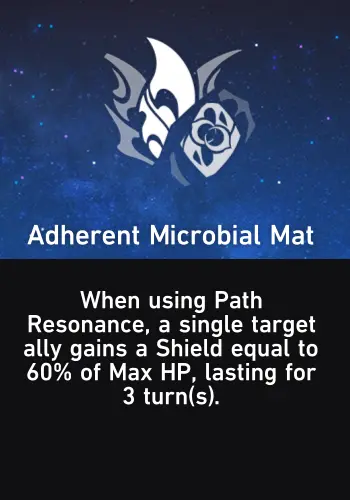 Adherent Microbial Mat
When using Path
Resonance, a single target
ally gains a Shield equal to
60% of Max HP, lasting for
3 turn(s).